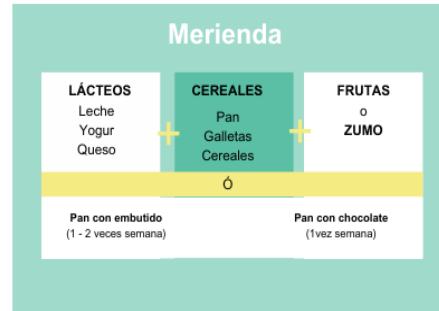 Merienda
LÁCTEOS
Leche
Yogur
Queso
+
CEREALES
Pan
Galletas
Cereales
+
FRUTAS
o
ZUMO
Ó
Pan con embutido
(1 - 2 veces semana)
Pan con chocolate
(1vez semana)